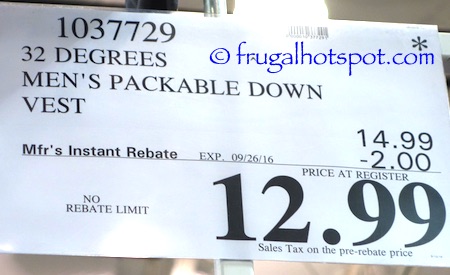 1037729
© frugalhotspot.com
*
32 DEGREES
MEN'S PACKABLE DOWN
VEST
14.99
Mfr's Instant Rebate EXP. 09/26/16 -2.00
PRICE AT REGISTER
NO
REBATE LIMIT
12.99
Sales Tax on the pre-rebate price